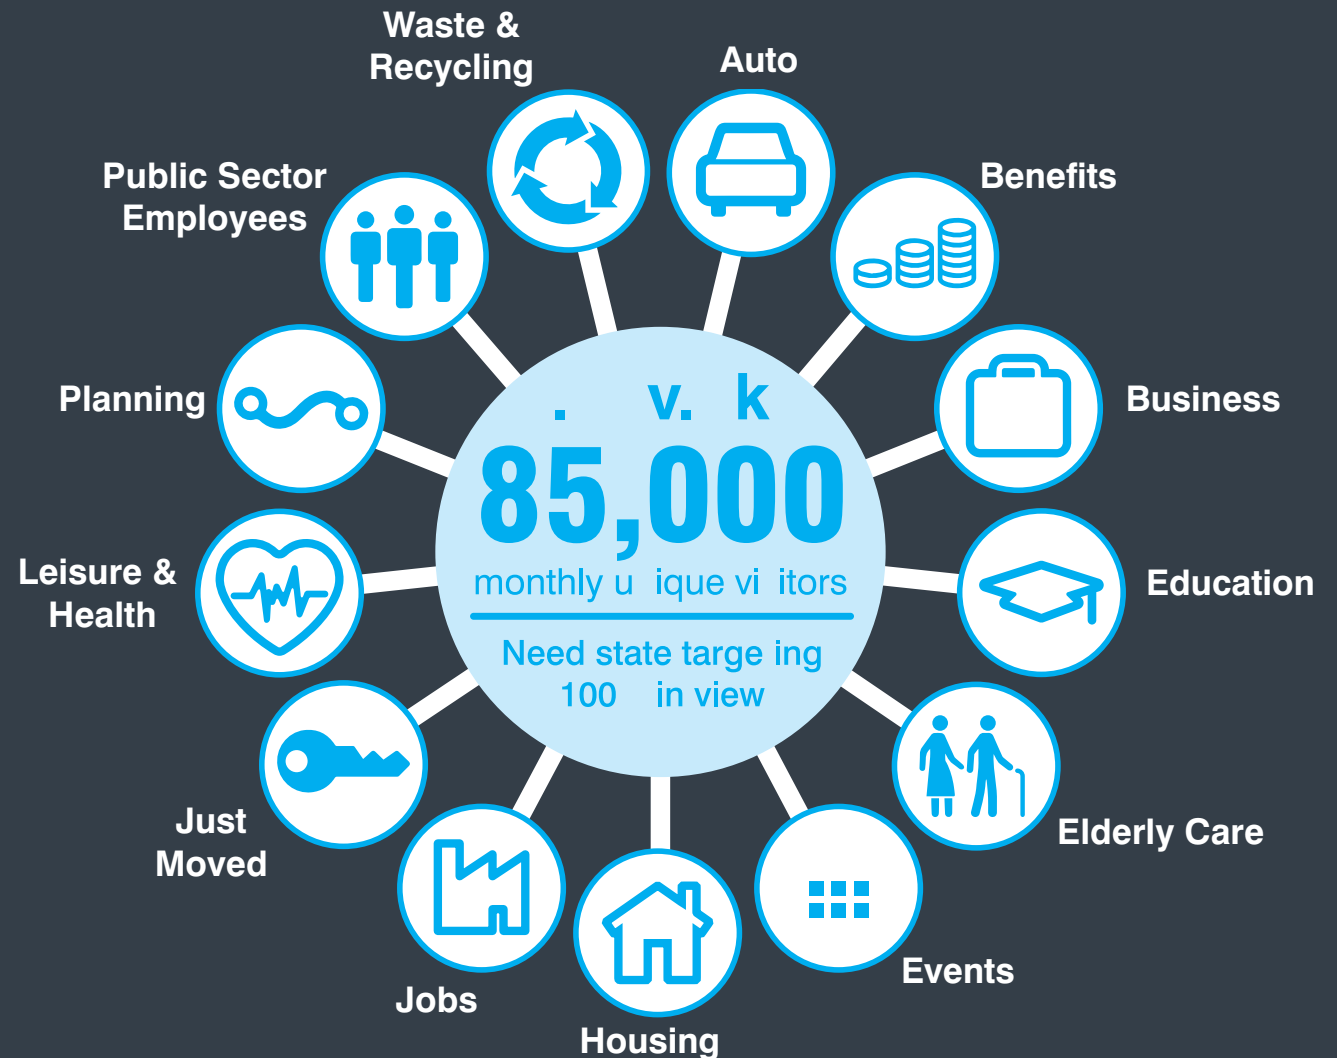 Waste &
Recycling
Auto
Public Sector
Employees
Benefits
Planning
Business
. v. k
85,000
monthly u ique vi itors
Need state targe ing
100 in view
Leisure &
Health
Education
Just
Moved
Elderly Care
Jobs
Events
Housing